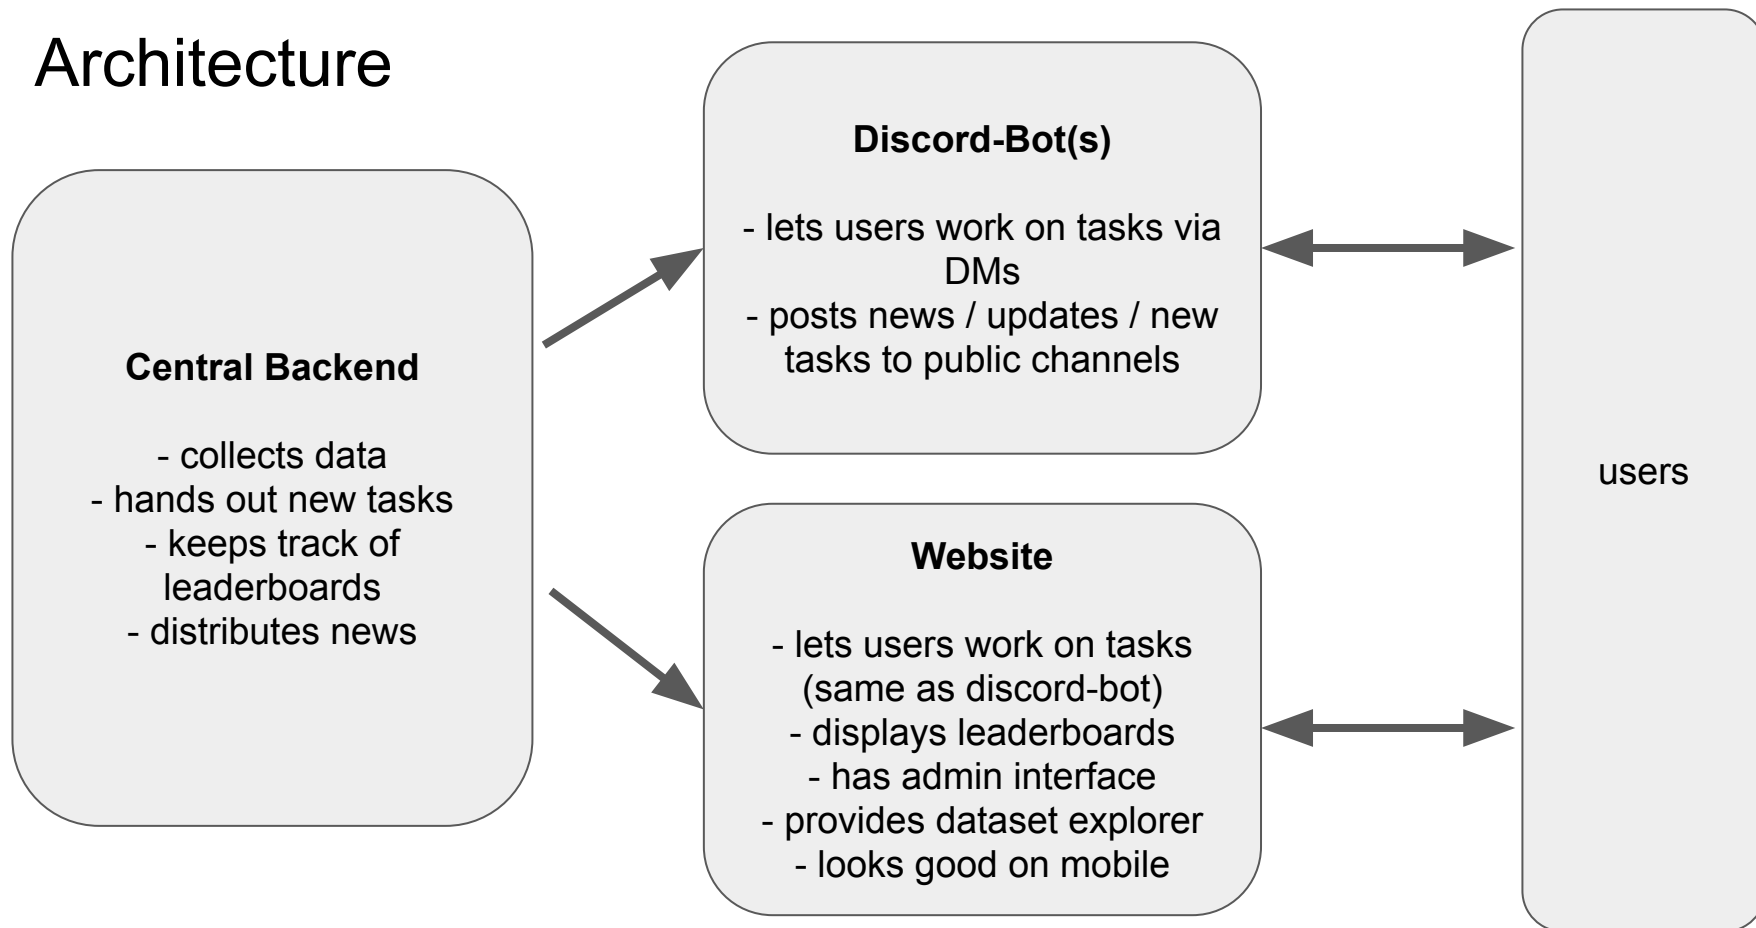 Architecture
Central Backend
- collects data
- hands out new tasks
- keeps track of
leaderboards
- distributes news
Discord-Bot(s)
- lets users work on tasks via
DMs
- posts news / updates / new
tasks to public channels
Website
- lets users work on tasks
(same as discord-bot)
- displays leaderboards
- has admin interface
- provides dataset explorer
- looks good on mobile
users